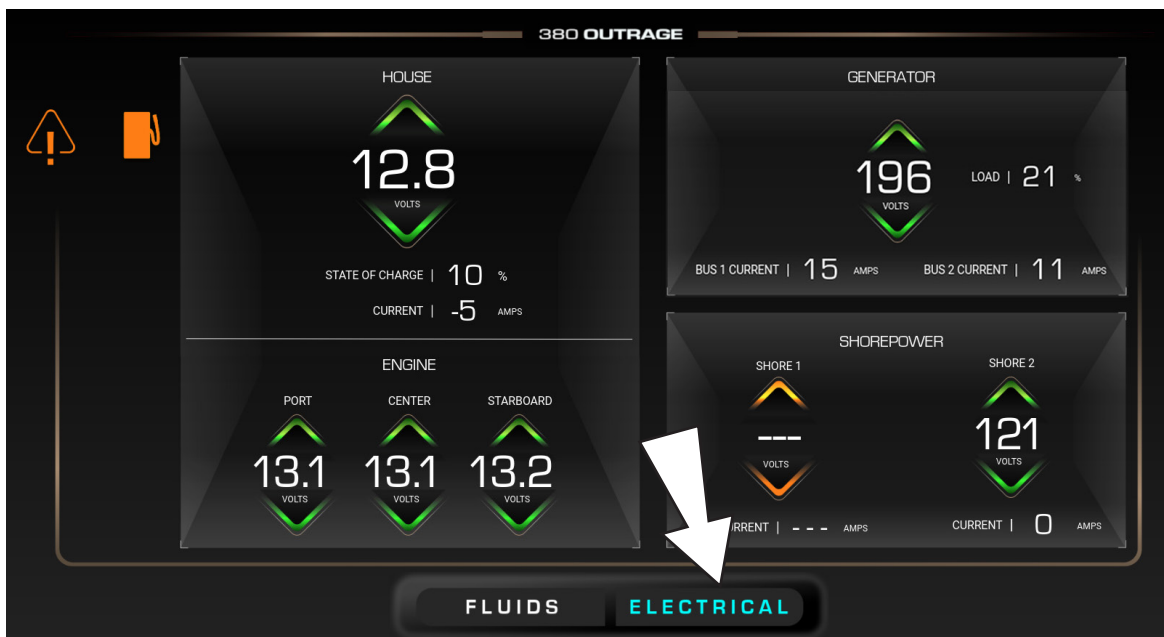 380 OUTRAGE
HOUSE
12.8
VOLTS
STATE OF CHARGE | 10 %
CURRENT | -5 AMPS
ENGINE
PORT CENTER STARBOARD
13.1 13.1 13.2
VOLTS VOLTS VOLTS
GENERATOR
196
VOLTS
LOAD | 21 %
BUS 1 CURRENT | 15 AMPS BUS 2 CURRENT | 11 AMPS
SHOREPOWER
SHORE 1 SHORE 2
--- 121
VOLTS VOLTS
RRENT | - - - AMPS CURRENT | 0 AMPS
FLUIDS ELECTRICAL